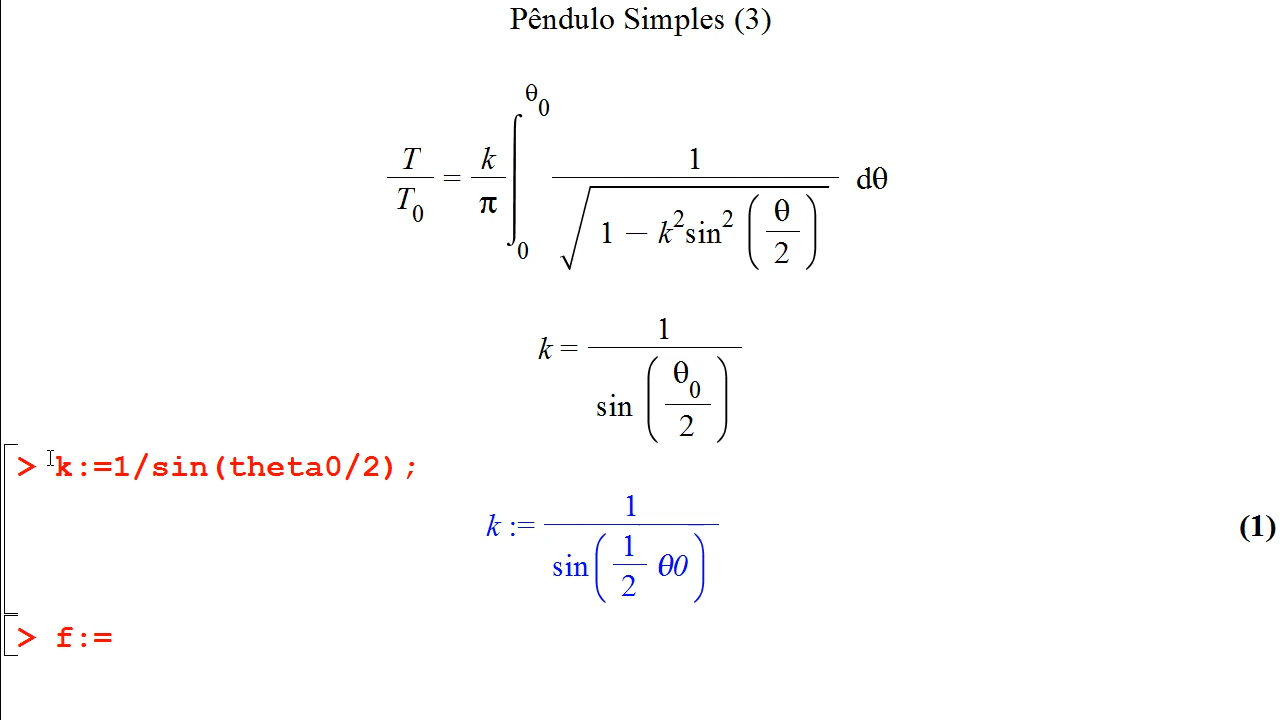 Pêndulo Simples (3)
T/T₀ = k/π ∫₀^θ₀ 1/√(1 − k²sin²(θ/2)) dθ
k = 1/sin(θ₀/2)
> k:=1/sin(theta0/2);
k := 1/sin(1/2 θ0) (1)
> f:=